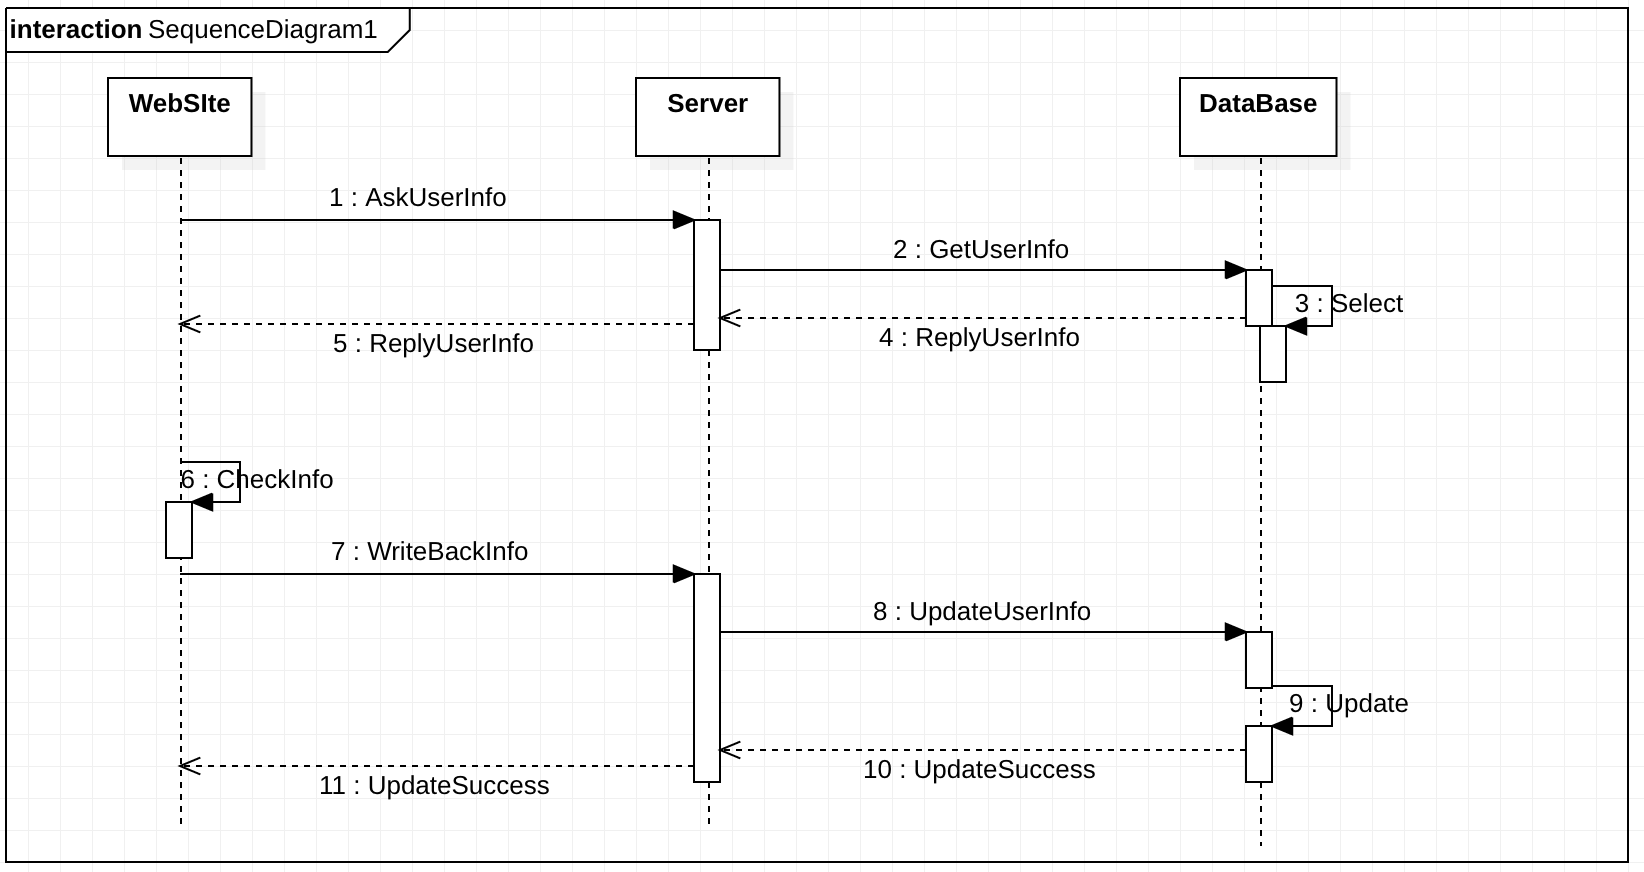 interaction SequenceDiagram1
WebSIte
Server
DataBase
1 : AskUserInfo
2 : GetUserInfo
3 : Select
4 : ReplyUserInfo
5 : ReplyUserInfo
6 : CheckInfo
7 : WriteBackInfo
8 : UpdateUserInfo
9 : Update
10 : UpdateSuccess
11 : UpdateSuccess